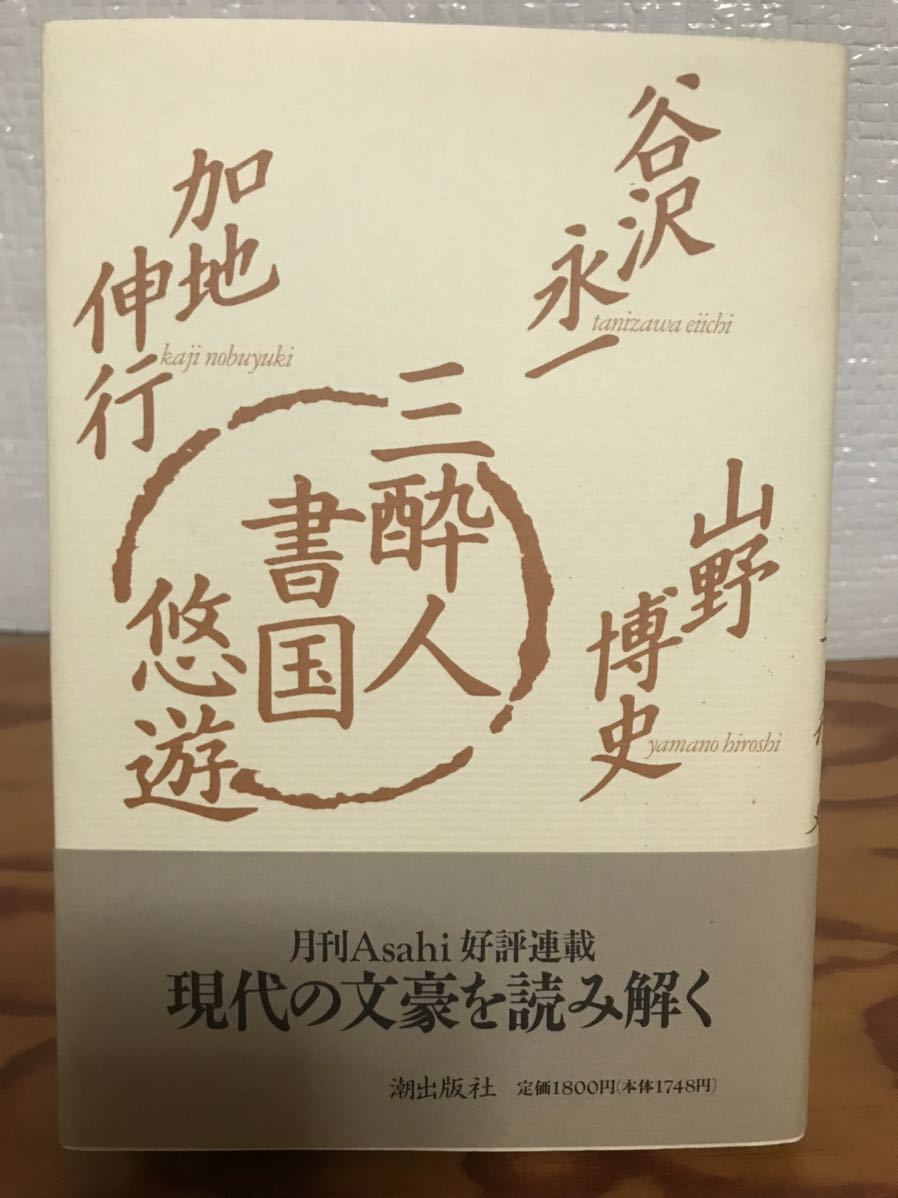 谷沢
永一
tanizawa eiichi
加地
伸行
kaji nobuyuki
山野
博史
yamano hiroshi
三酔人
書国
悠遊
月刊Asahi 好評連載
現代の文豪を読み解く
潮出版社 定価1800円(本体1748円)